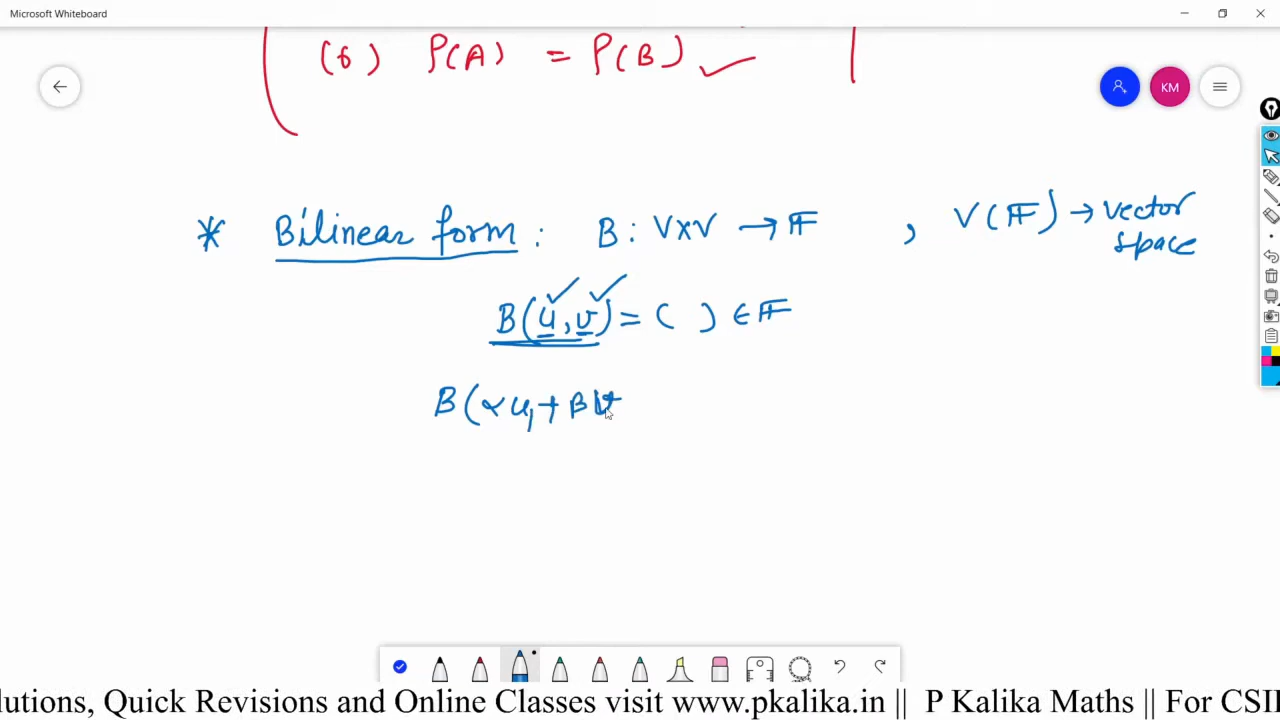 Microsoft Whiteboard
(6) ρ(A) = ρ(B)
KM
* Bilinear form : B : V×V → F , V(F) → vector space
B(u, v) = ( ) ∈ F
B(αu₁ + β
lutions, Quick Revisions and Online Classes visit www.pkalika.in || P Kalika Maths || For CSI